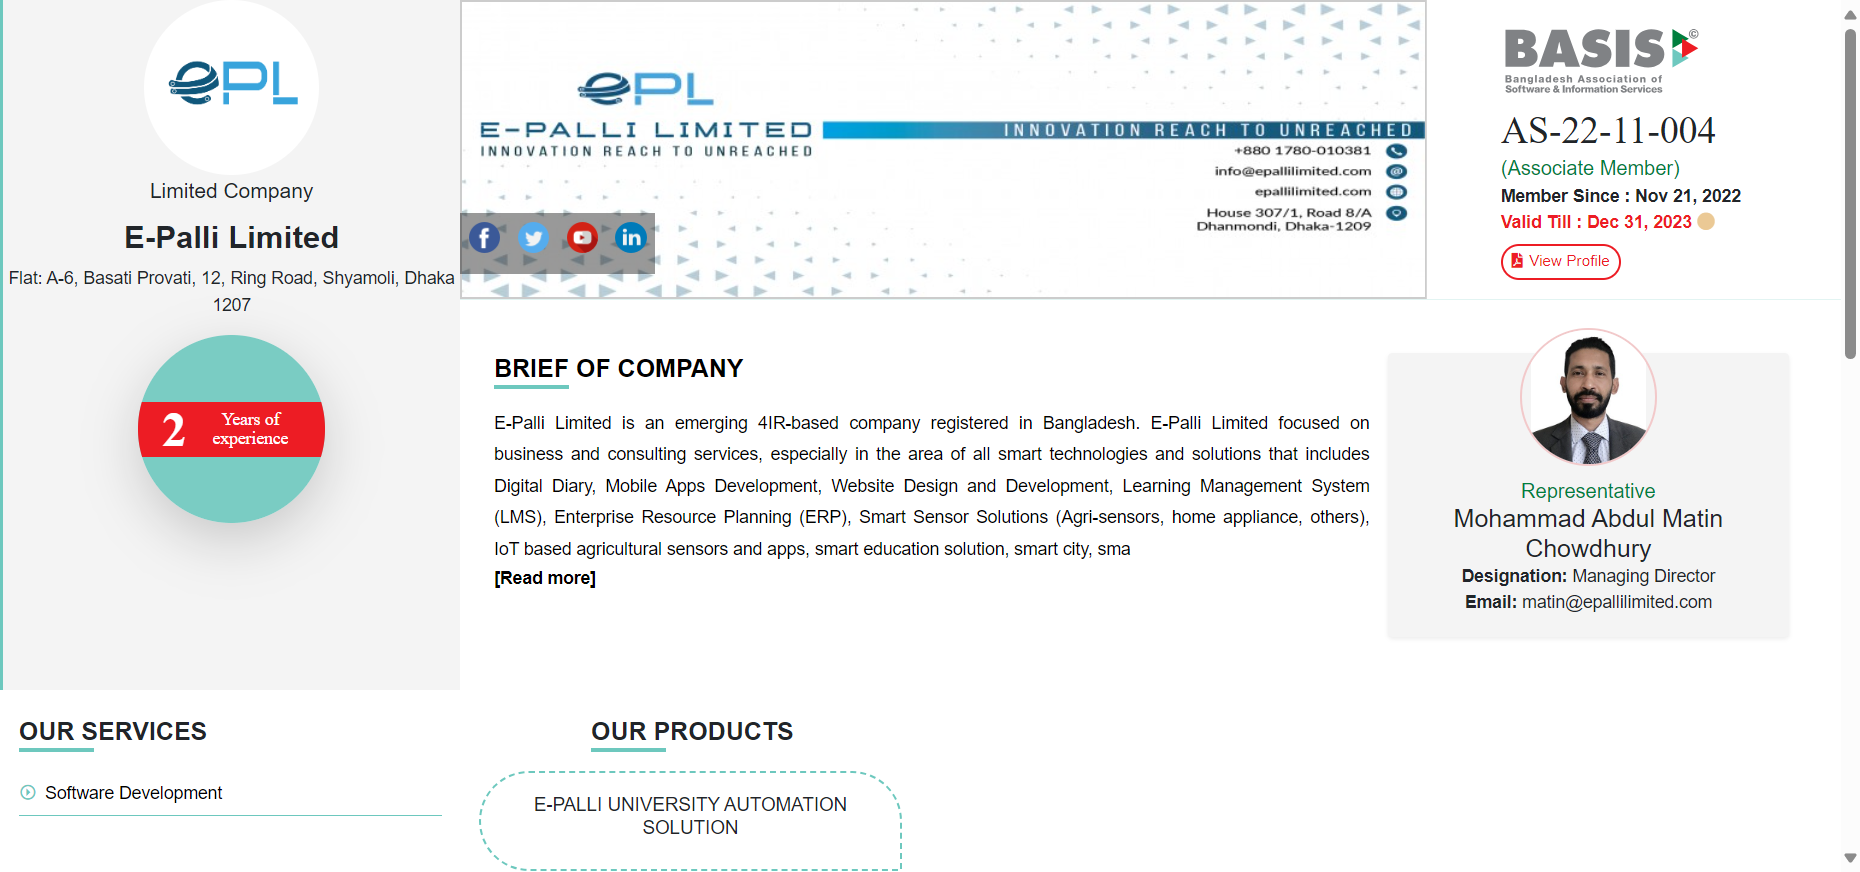 ePL
Limited Company
E-Palli Limited
Flat: A-6, Basati Provati, 12, Ring Road, Shyamoli, Dhaka
1207
2 Years of
experience
ePL
E-PALLI LIMITED
INNOVATION REACH TO UNREACHED
INNOVATION REACH TO UNREACHED
+880 1780-010381
info@epallilimited.com
epallilimited.com
House 307/1, Road 8/A
Dhanmondi, Dhaka-1209
f
in
BASIS©
Bangladesh Association of
Software & Information Services
AS-22-11-004
(Associate Member)
Member Since : Nov 21, 2022
Valid Till : Dec 31, 2023
View Profile
BRIEF OF COMPANY
E-Palli Limited is an emerging 4IR-based company registered in Bangladesh. E-Palli Limited focused on
business and consulting services, especially in the area of all smart technologies and solutions that includes
Digital Diary, Mobile Apps Development, Website Design and Development, Learning Management System
(LMS), Enterprise Resource Planning (ERP), Smart Sensor Solutions (Agri-sensors, home appliance, others),
IoT based agricultural sensors and apps, smart education solution, smart city, sma
[Read more]
Representative
Mohammad Abdul Matin
Chowdhury
Designation: Managing Director
Email: matin@epallilimited.com
OUR SERVICES
Software Development
OUR PRODUCTS
E-PALLI UNIVERSITY AUTOMATION
SOLUTION